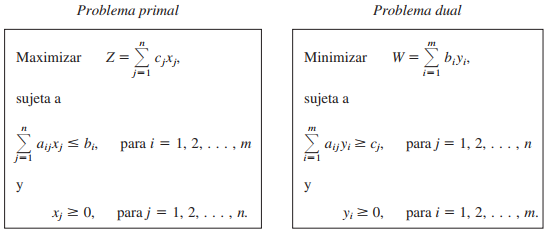 Problema primal
Maximizar Z = ∑_{j=1}^{n} c_j x_j,
sujeta a
∑_{j=1}^{n} a_{ij} x_j ≤ b_i, para i = 1, 2, . . . , m
y
x_j ≥ 0, para j = 1, 2, . . . , n.
Problema dual
Minimizar W = ∑_{i=1}^{m} b_i y_i,
sujeta a
∑_{i=1}^{m} a_{ij} y_i ≥ c_j, para j = 1, 2, . . . , n
y
y_i ≥ 0, para i = 1, 2, . . . , m.